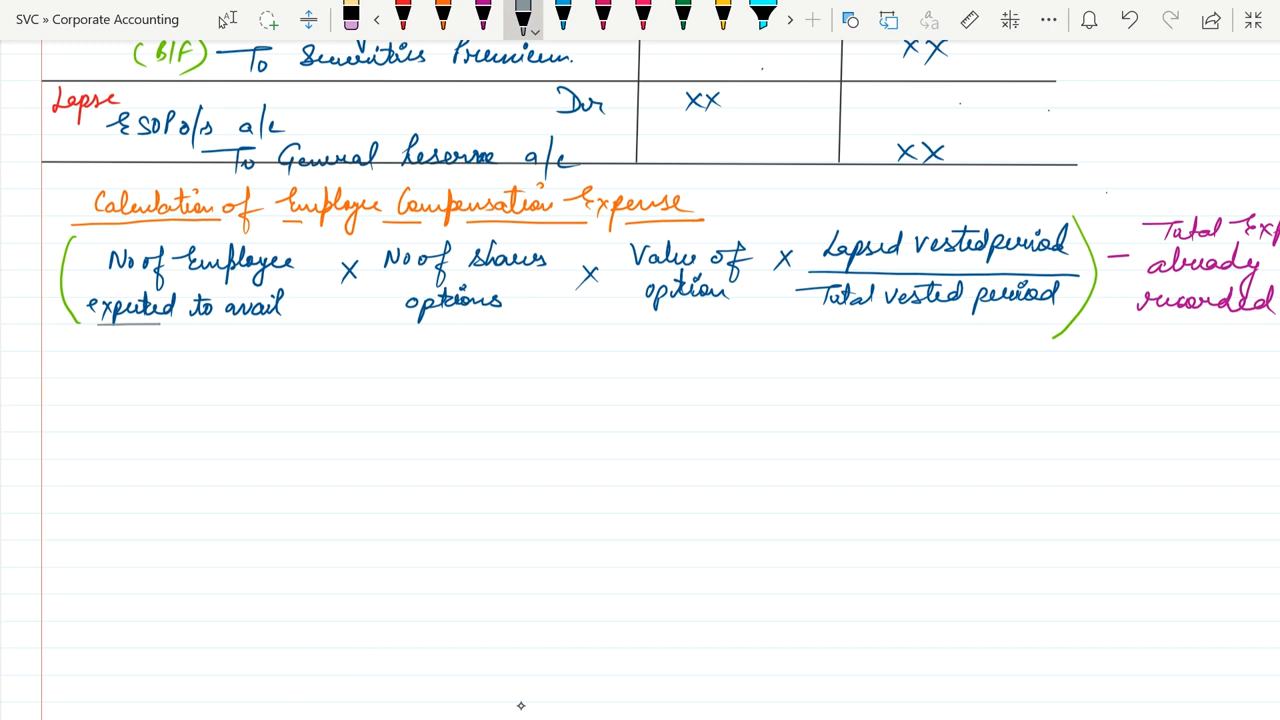 SVC » Corporate Accounting
(B/F) To Securities Premium.
XX
Lapse
ESOP o/s a/c Dr XX
To General Reserve a/c XX
Calculation of Employee Compensation Expense
(No of Employee expected to avail × No of shares options × Value of option × Lapsed vested period / Total vested period) - Total Exp already recorded